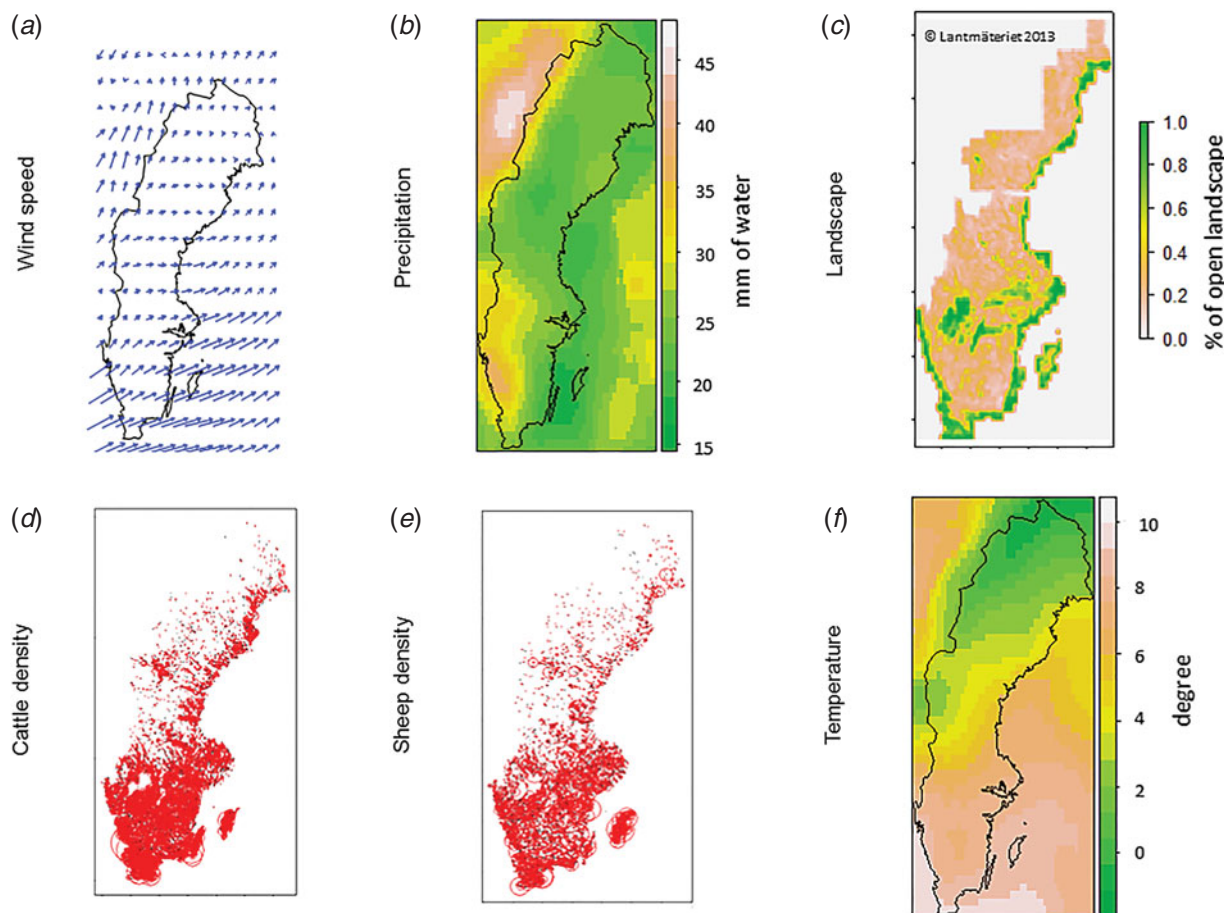 (a)
Wind speed
(b)
Precipitation
45
40
35
30
25
20
15
mm of water
(c)
© Lantmäteriet 2013
Landscape
1.0
0.8
0.6
0.4
0.2
0.0
% of open landscape
(d)
Cattle density
(e)
Sheep density
(f)
Temperature
10
8
6
4
2
0
degree